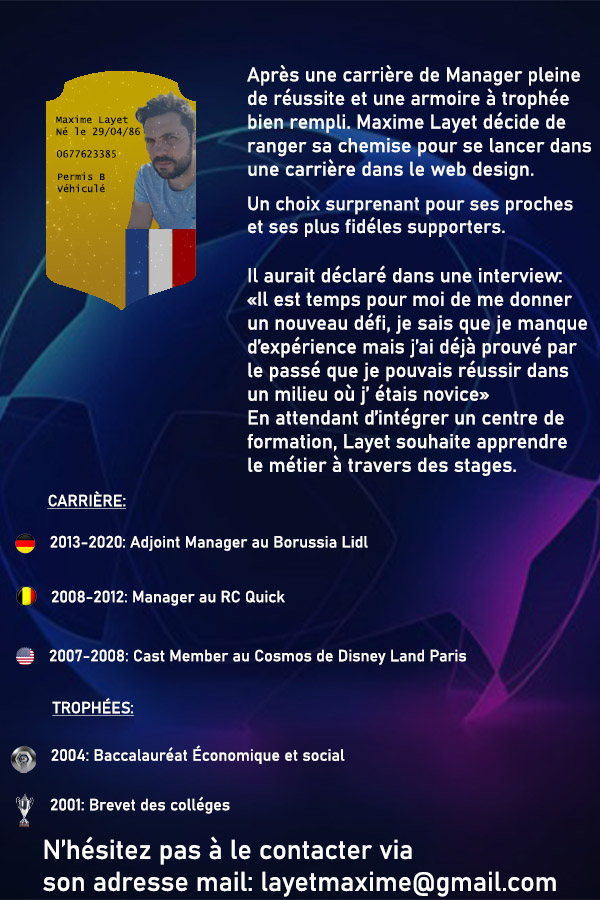 Maxime Layet
Né le 29/04/86
0677623385
Permis B
Véhiculé
Après une carrière de Manager pleine
de réussite et une armoire à trophée
bien rempli. Maxime Layet décide de
ranger sa chemise pour se lancer dans
une carrière dans le web design.
Un choix surprenant pour ses proches
et ses plus fidéles supporters.
Il aurait déclaré dans une interview:
«Il est temps pour moi de me donner
un nouveau défi, je sais que je manque
d'expérience mais j'ai déjà prouvé par
le passé que je pouvais réussir dans
un milieu où j' étais novice»
En attendant d'intégrer un centre de
formation, Layet souhaite apprendre
le métier à travers des stages.
CARRIÈRE:
2013-2020: Adjoint Manager au Borussia Lidl
2008-2012: Manager au RC Quick
2007-2008: Cast Member au Cosmos de Disney Land Paris
TROPHÉES:
2004: Baccalauréat Économique et social
2001: Brevet des colléges
N'hésitez pas à le contacter via
son adresse mail: layetmaxime@gmail.com